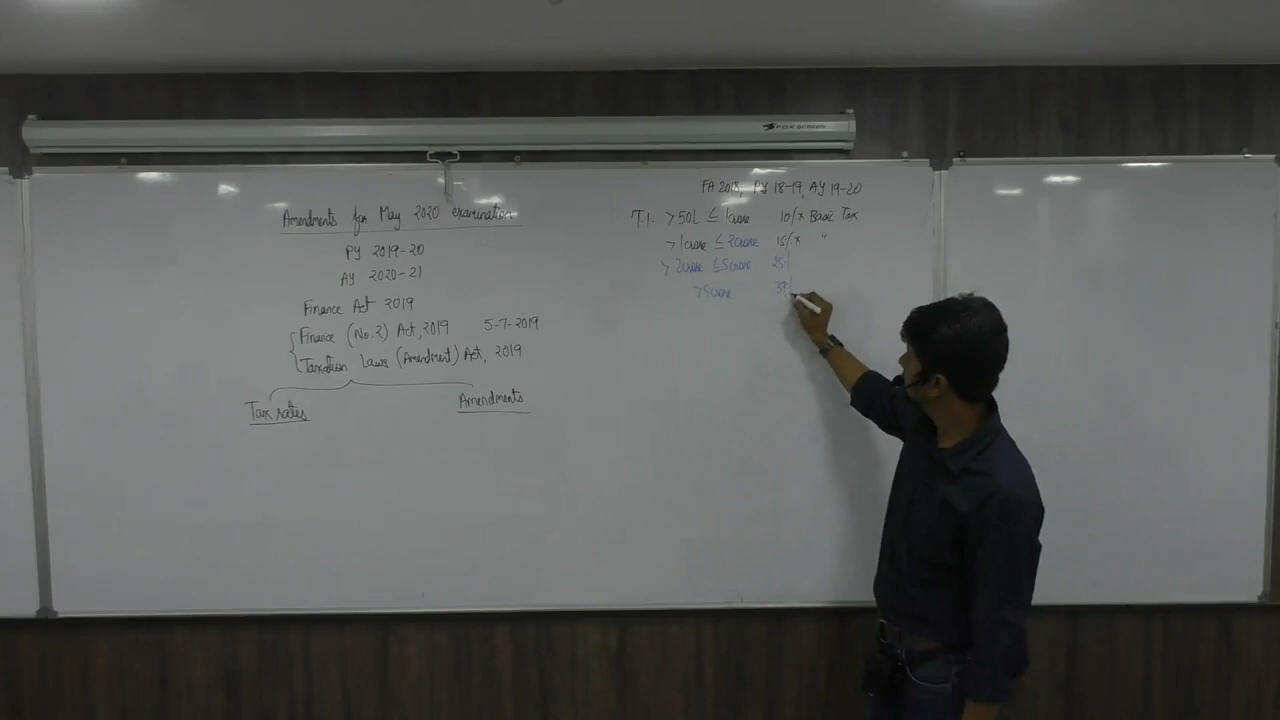 FOX SCREEN
Amendments for May 2020 examination
PY 2019-20
AY 2020-21
Finance Act 2019
Finance (No.2) Act, 2019 5-7-2019
Taxation Laws (Amendment) Act, 2019
Tax rates
Amendments
FA 2018, PY 18-19, AY 19-20
T.I. >50L ≤ 1crore 10% x Basic Tax
>1crore ≤ 2crore 15% x "
>2crore ≤5crore 25%
>5crore 37%